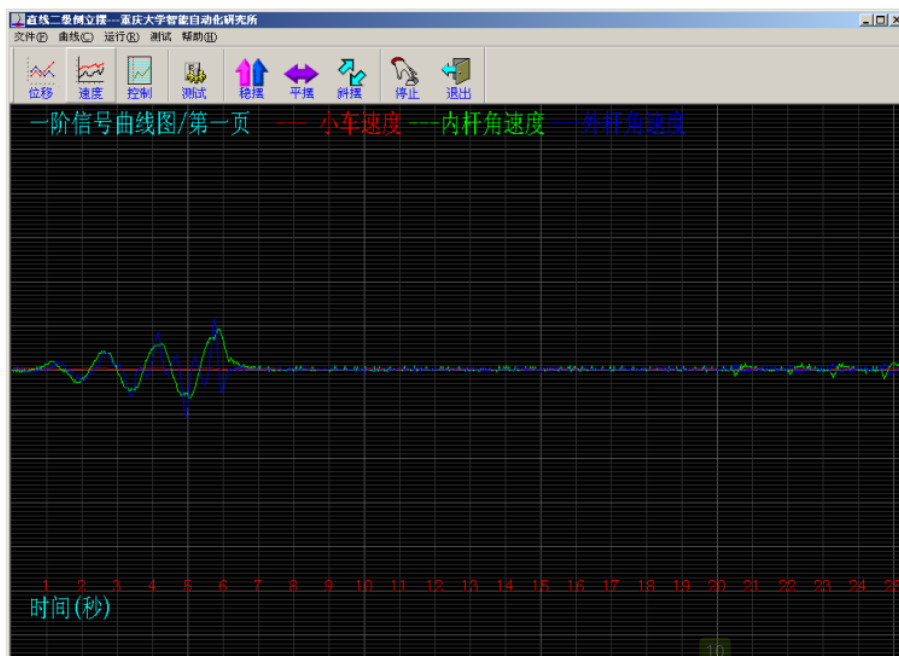 直线二级倒立摆---重庆大学智能自动化研究所
文件(F) 曲线(C) 运行(R) 测试 帮助(H)
位移 速度 控制 测试 稳摆 平摆 斜摆 停止 退出
一阶信号曲线图/第一页 --- 小车速度 ---内杆角速度 ---外杆角速度
1 2 3 4 5 6 7 8 9 10 11 12 13 14 15 16 17 18 19 20 21 22 23 24 25
时间(秒)
10